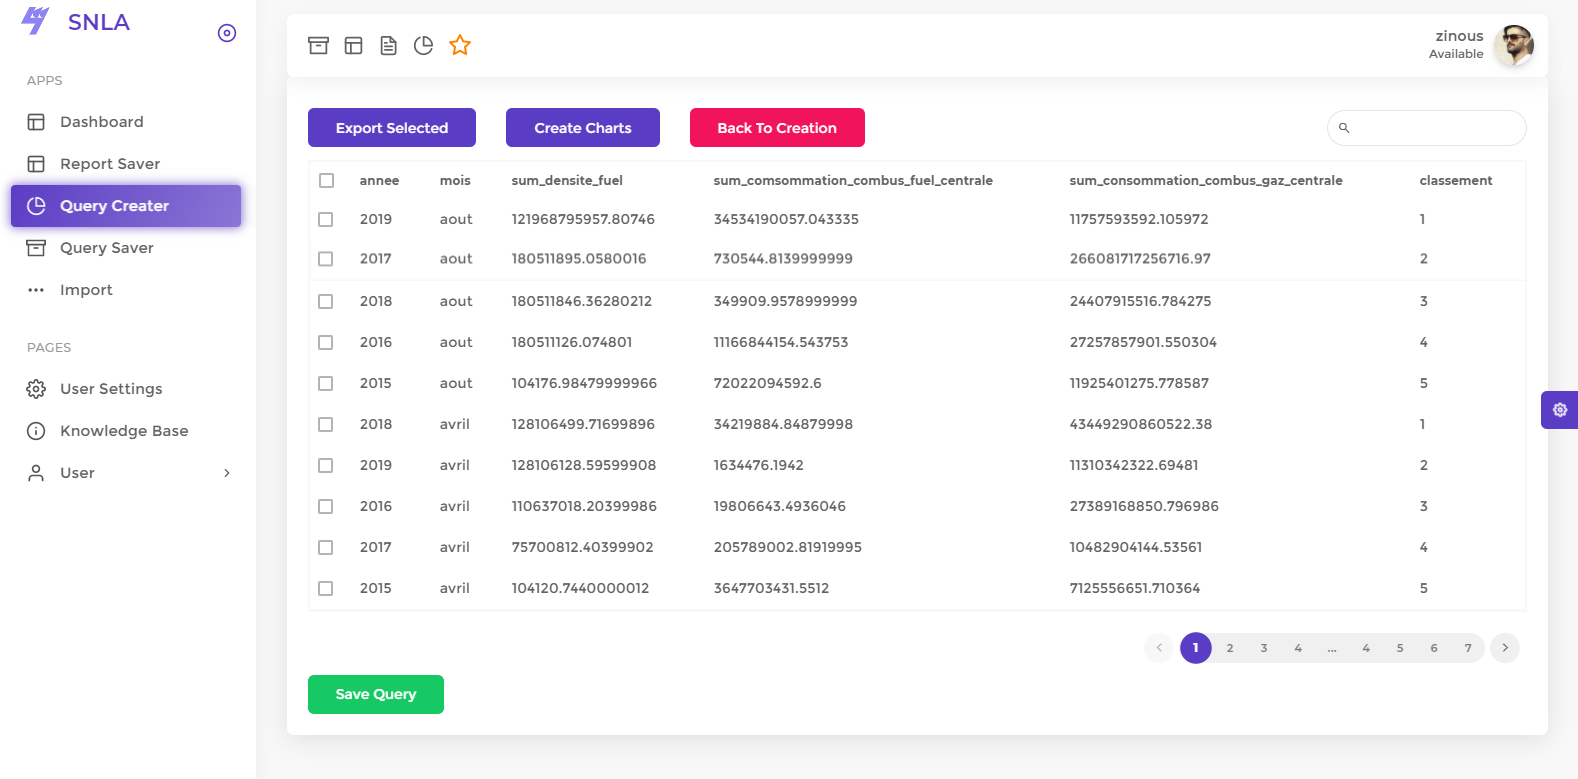 SNLA
APPS
Dashboard
Report Saver
Query Creater
Query Saver
Import
PAGES
User Settings
Knowledge Base
User
zinous
Available
Export Selected Create Charts Back To Creation
annee mois sum_densite_fuel sum_comsommation_combus_fuel_centrale sum_consommation_combus_gaz_centrale classement
2019 aout 121968795957.80746 34534190057.043335 11757593592.105972 1
2017 aout 180511895.0580016 730544.8139999999 266081717256716.97 2
2018 aout 180511846.36280212 349909.9578999999 24407915516.784275 3
2016 aout 180511126.074801 11166844154.543753 27257857901.550304 4
2015 aout 104176.98479999966 72022094592.6 11925401275.778587 5
2018 avril 128106499.71699896 34219884.84879998 43449290860522.38 1
2019 avril 128106128.59599908 1634476.1942 11310342322.69481 2
2016 avril 110637018.20399986 19806643.4936046 27389168850.796986 3
2017 avril 75700812.40399902 205789002.81919995 10482904144.53561 4
2015 avril 104120.7440000012 3647703431.5512 7125556651.710364 5
1 2 3 4 ... 4 5 6 7
Save Query